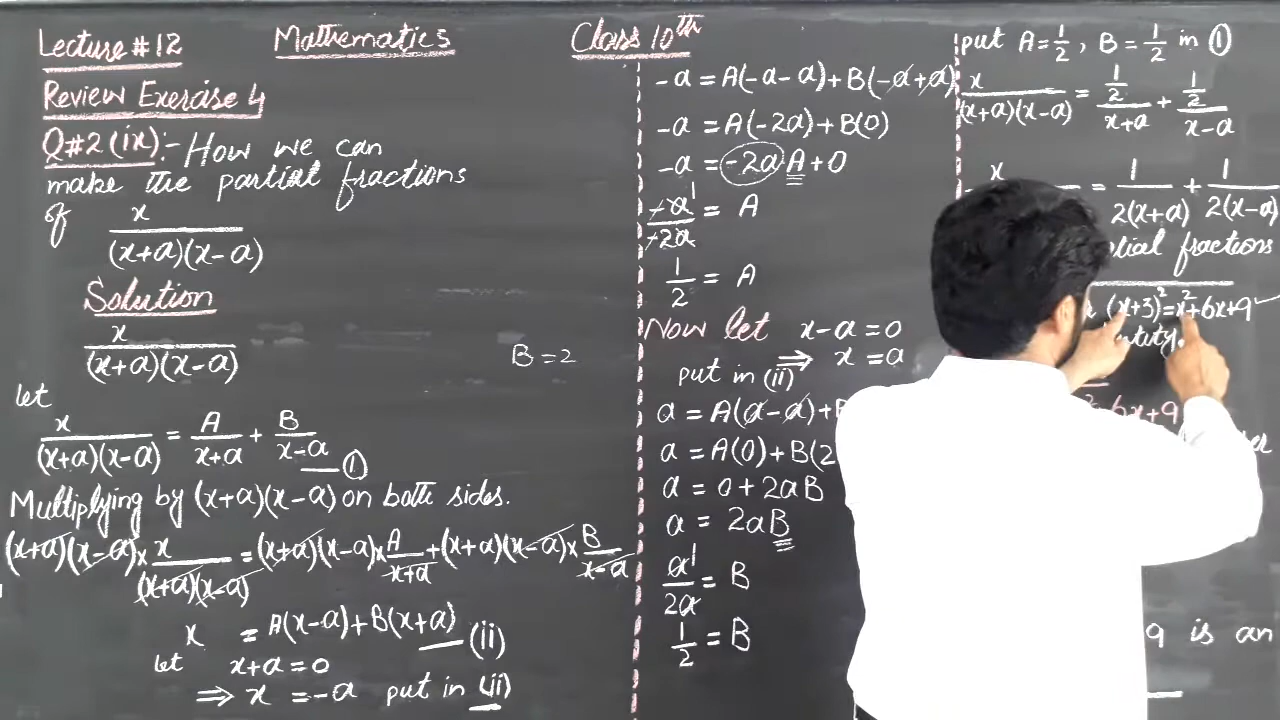 Lecture #12 Mathematics Class 10th
Review Exercise 4
Q#2 (ix):- How we can
make the partial fractions
of x/((x+a)(x-a))
Solution
x/((x+a)(x-a))
B = 2
let
x/((x+a)(x-a)) = A/(x+a) + B/(x-a) — ①
Multiplying by (x+a)(x-a) on both sides.
(x+a)(x-a) × x/((x+a)(x-a)) = (x+a)(x-a) × A/(x+a) + (x+a)(x-a) × B/(x-a)
x = A(x-a) + B(x+a) — (ii)
let x+a = 0
⇒ x = -a put in (ii)
-a = A(-a-a) + B(-a+a)
-a = A(-2a) + B(0)
-a = -2a A + 0
-a/-2a = A
1/2 = A
Now let x-a = 0
put in (ii) ⇒ x = a
a = A(a-a) +
a = A(0) + B(2
a = 0 + 2aB
a = 2aB
a/2a = B
1/2 = B
put A = 1/2, B = 1/2 in ①
x/((x+a)(x-a)) = (1/2)/(x+a) + (1/2)/(x-a)
x = 1/(2(x+a)) + 1/(2(x-a))
fractions
(x+3)² = x²+6x+9
6x+9
9 is an